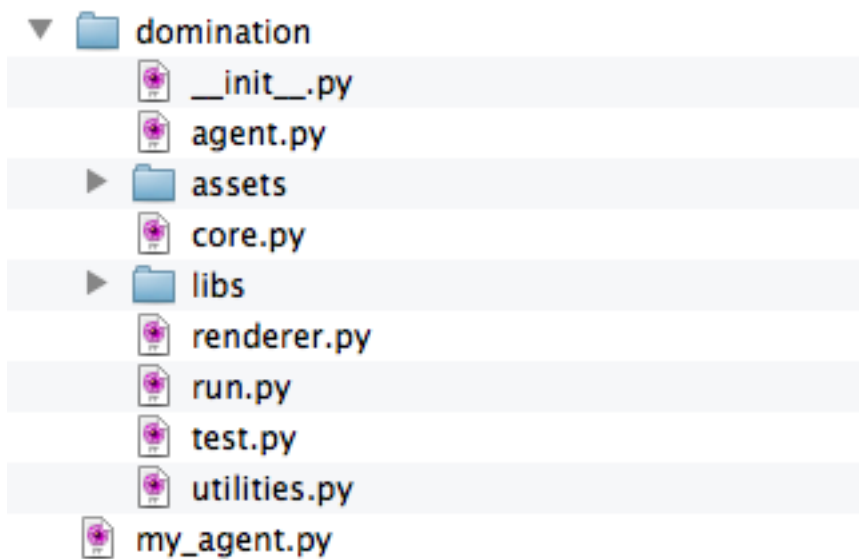 domination
__init__.py
agent.py
assets
core.py
libs
renderer.py
run.py
test.py
utilities.py
my_agent.py